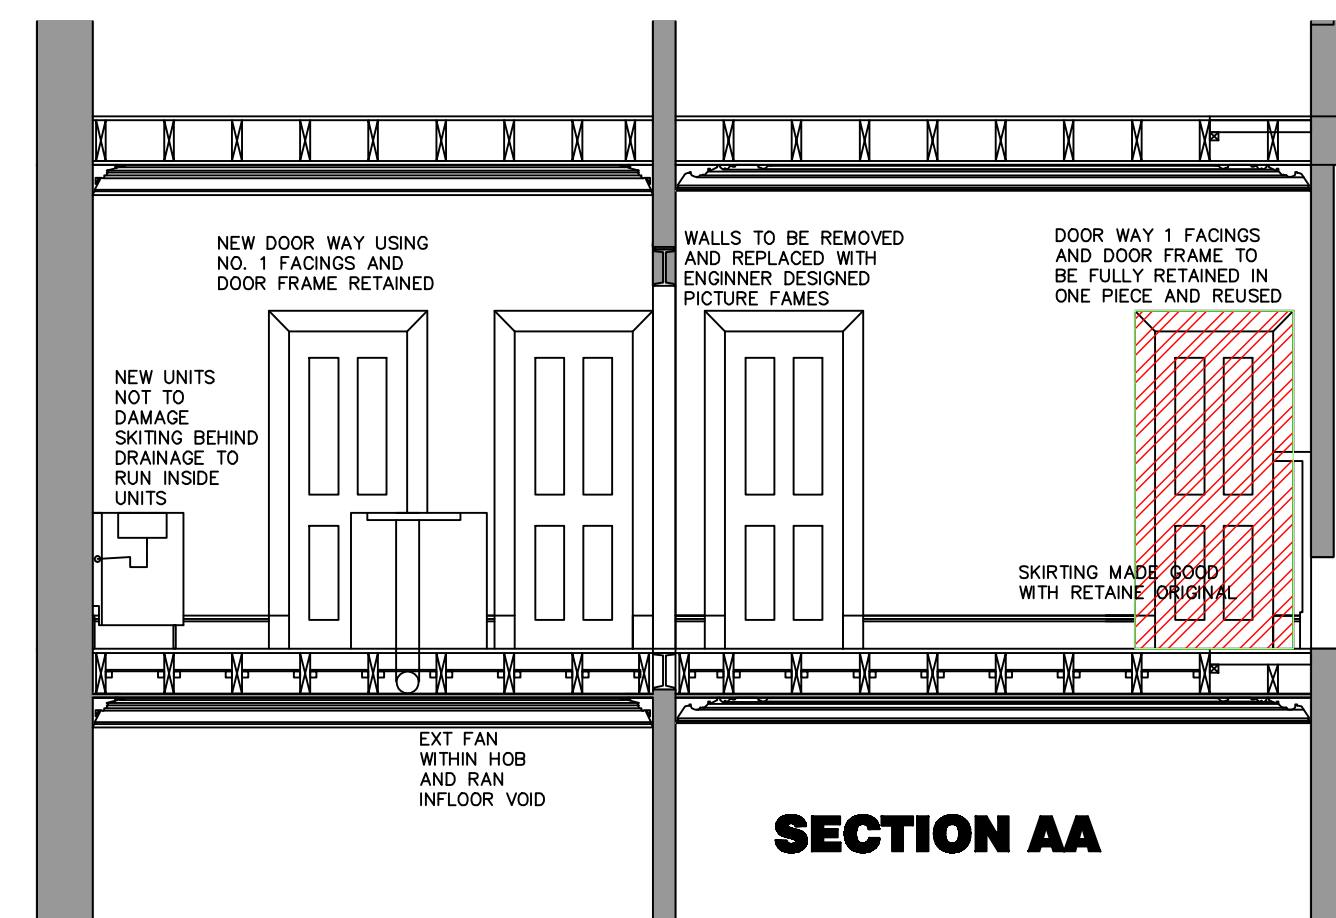 NEW DOOR WAY USING
NO. 1 FACINGS AND
DOOR FRAME RETAINED
WALLS TO BE REMOVED
AND REPLACED WITH
ENGINNER DESIGNED
PICTURE FAMES
DOOR WAY 1 FACINGS
AND DOOR FRAME TO
BE FULLY RETAINED IN
ONE PIECE AND REUSED
NEW UNITS
NOT TO
DAMAGE
SKITING BEHIND
DRAINAGE TO
RUN INSIDE
UNITS
SKIRTING MADE GOOD
WITH RETAINE ORIGINAL
EXT FAN
WITHIN HOB
AND RAN
INFLOOR VOID
SECTION AA